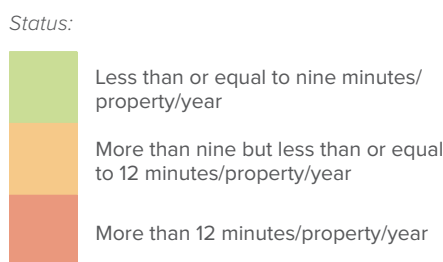 Status:
Less than or equal to nine minutes/
property/year
More than nine but less than or equal
to 12 minutes/property/year
More than 12 minutes/property/year